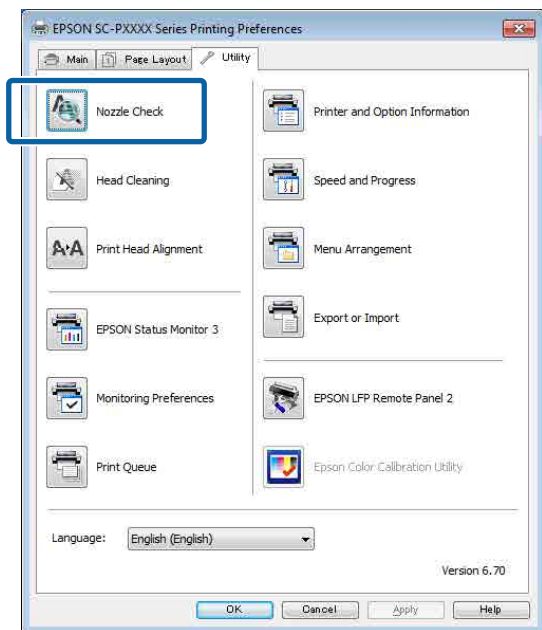 EPSON SC-PXXXX Series Printing Preferences
Main
Page Layout
Utility
Nozzle Check
Printer and Option Information
Head Cleaning
Speed and Progress
A A
Print Head Alignment
Menu Arrangement
EPSON Status Monitor 3
Export or Import
Monitoring Preferences
EPSON LFP Remote Panel 2
Print Queue
Epson Color Calibration Utility
Language:
English (English)
Version 6.70
OK
Cancel
Apply
Help